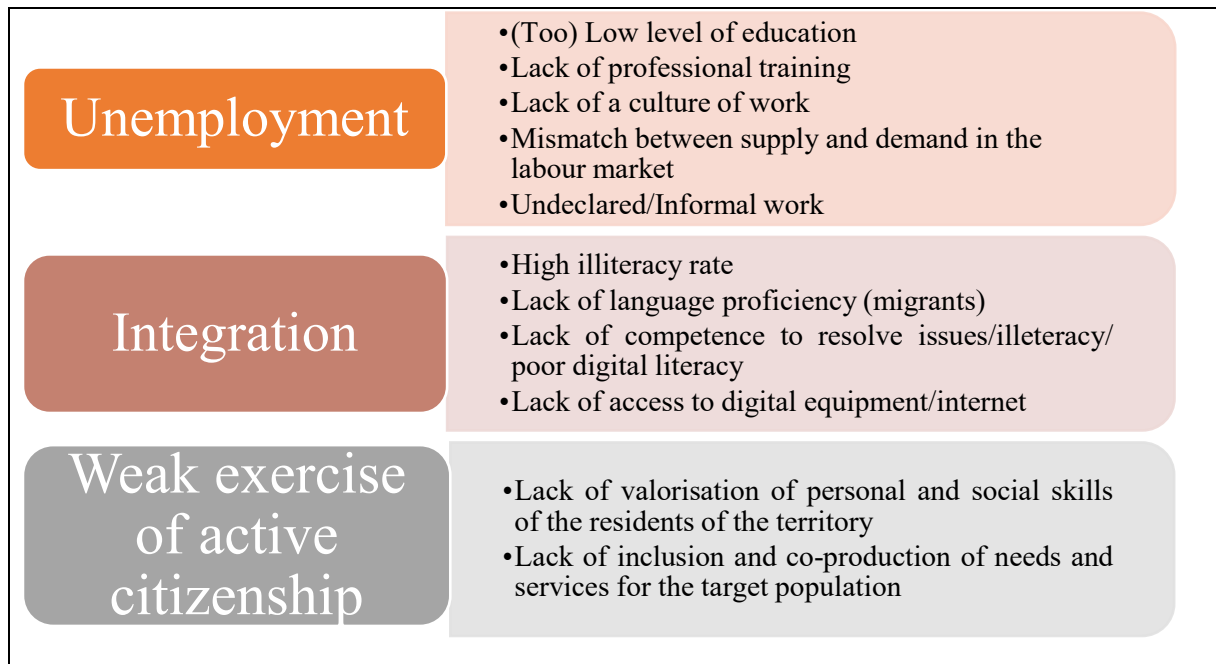 Unemployment
•(Too) Low level of education
•Lack of professional training
•Lack of a culture of work
•Mismatch between supply and demand in the
labour market
•Undeclared/Informal work
Integration
•High illiteracy rate
•Lack of language proficiency (migrants)
•Lack of competence to resolve issues/illeteracy/
poor digital literacy
•Lack of access to digital equipment/internet
Weak exercise
of active
citizenship
•Lack of valorisation of personal and social skills
of the residents of the territory
•Lack of inclusion and co-production of needs and
services for the target population